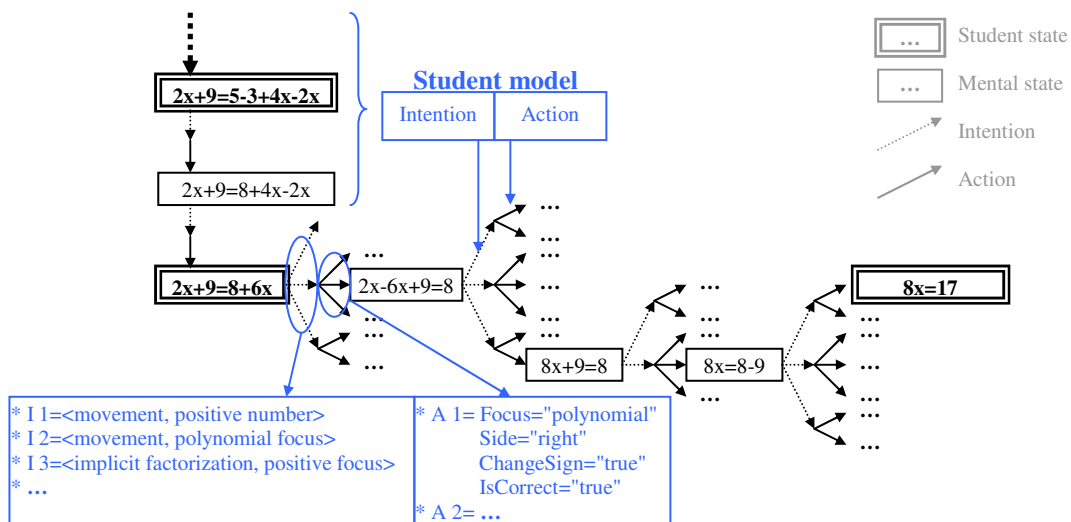 2x+9=5-3+4x-2x
Student model
Intention
Action
2x+9=8+4x-2x
...
Student state
...
Mental state
Intention
Action
2x+9=8+6x
...
...
...
2x-6x+9=8
...
...
...
...
...
...
...
8x+9=8
...
...
...
...
8x=8-9
8x=17
...
...
...
...
...
...
* I 1=<movement, positive number>
* I 2=<movement, polynomial focus>
* I 3=<implicit factorization, positive focus>
* ...
* A 1= Focus="polynomial"
Side="right"
ChangeSign="true"
IsCorrect="true"
* A 2= ...